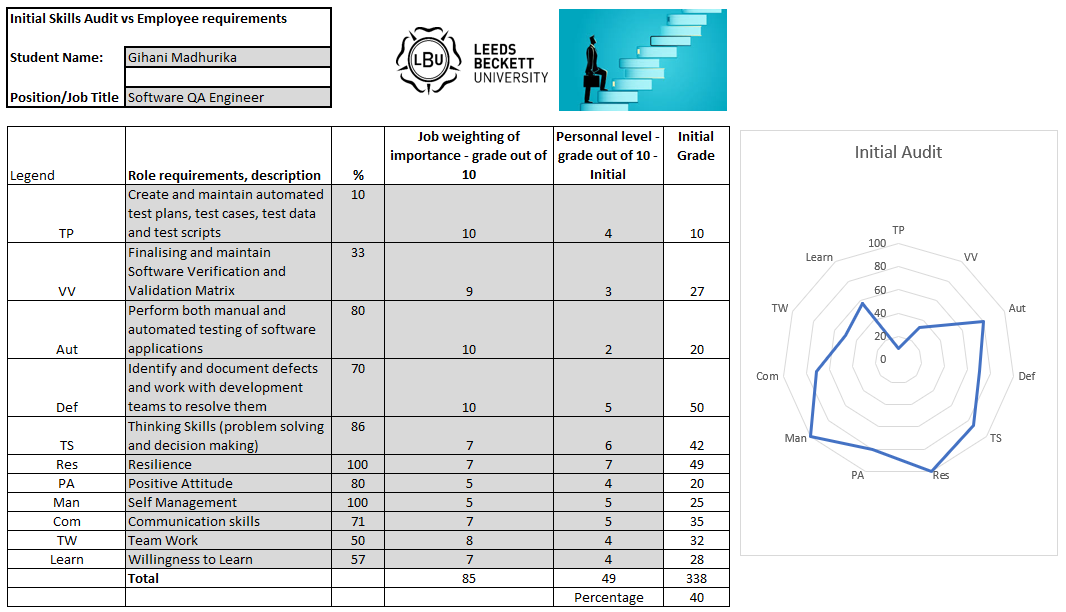 Initial Skills Audit vs Employee requirements
Student Name: Gihani Madhurika
Position/Job Title Software QA Engineer
LBU
LEEDS
BECKETT
UNIVERSITY
Legend Role requirements, description % Job weighting of importance - grade out of 10 Personnal level - grade out of 10 - Initial Initial Grade
TP Create and maintain automated test plans, test cases, test data and test scripts 10 10 4 10
VV Finalising and maintain Software Verification and Validation Matrix 33 9 3 27
Aut Perform both manual and automated testing of software applications 80 10 2 20
Def Identify and document defects and work with development teams to resolve them 70 10 5 50
TS Thinking Skills (problem solving and decision making) 86 7 6 42
Res Resilience 100 7 7 49
PA Positive Attitude 80 5 4 20
Man Self Management 100 5 5 25
Com Communication skills 71 7 5 35
TW Team Work 50 8 4 32
Learn Willingness to Learn 57 7 4 28
Total 85 49 338
Percentage 40
Initial Audit
TP
100
Learn
VV
80
60
TW
Aut
40
20
0
Com
Def
Man
TS
PA
Res